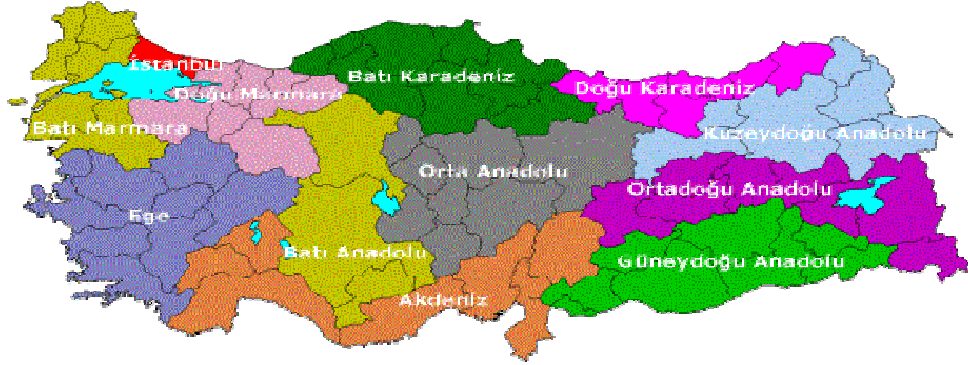 İstanbul
Batı Karadeniz
Doğu Marmara
Doğu Karadeniz
Batı Marmara
Kuzeydoğu Anadolu
Orta Anadolu
Ortadoğu Anadolu
Ege
Batı Anadolu
Güneydoğu Anadolu
Akdeniz